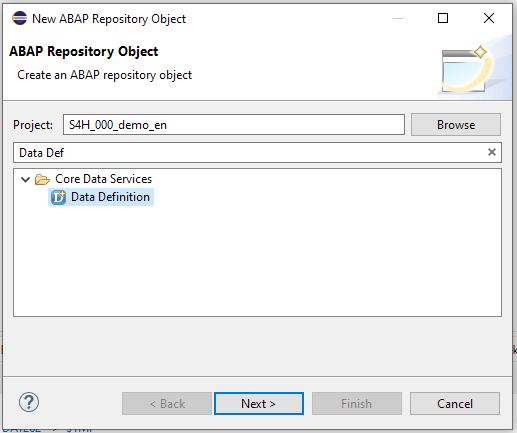 New ABAP Repository Object
ABAP Repository Object
Create an ABAP repository object
Project: S4H_000_demo_en Browse
Data Def
Core Data Services
Data Definition
< Back Next > Finish Cancel